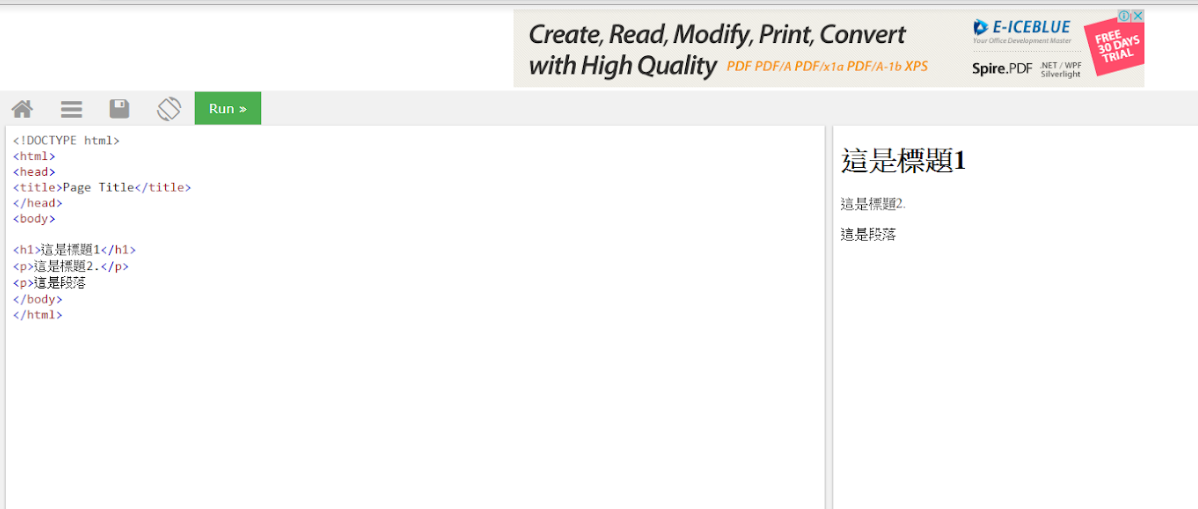 Create, Read, Modify, Print, Convert
with High Quality PDF PDF/A PDF/x1a PDF/A-1b XPS
E-ICEBLUE
Your Office Development Master
Spire.PDF .NET / WPF
Silverlight
FREE
30 DAYS
TRIAL
Run »
<!DOCTYPE html>
<html>
<head>
<title>Page Title</title>
</head>
<body>
<h1>這是標題1</h1>
<p>這是標題2.</p>
<p>這是段落
</body>
</html>
這是標題1
這是標題2.
這是段落